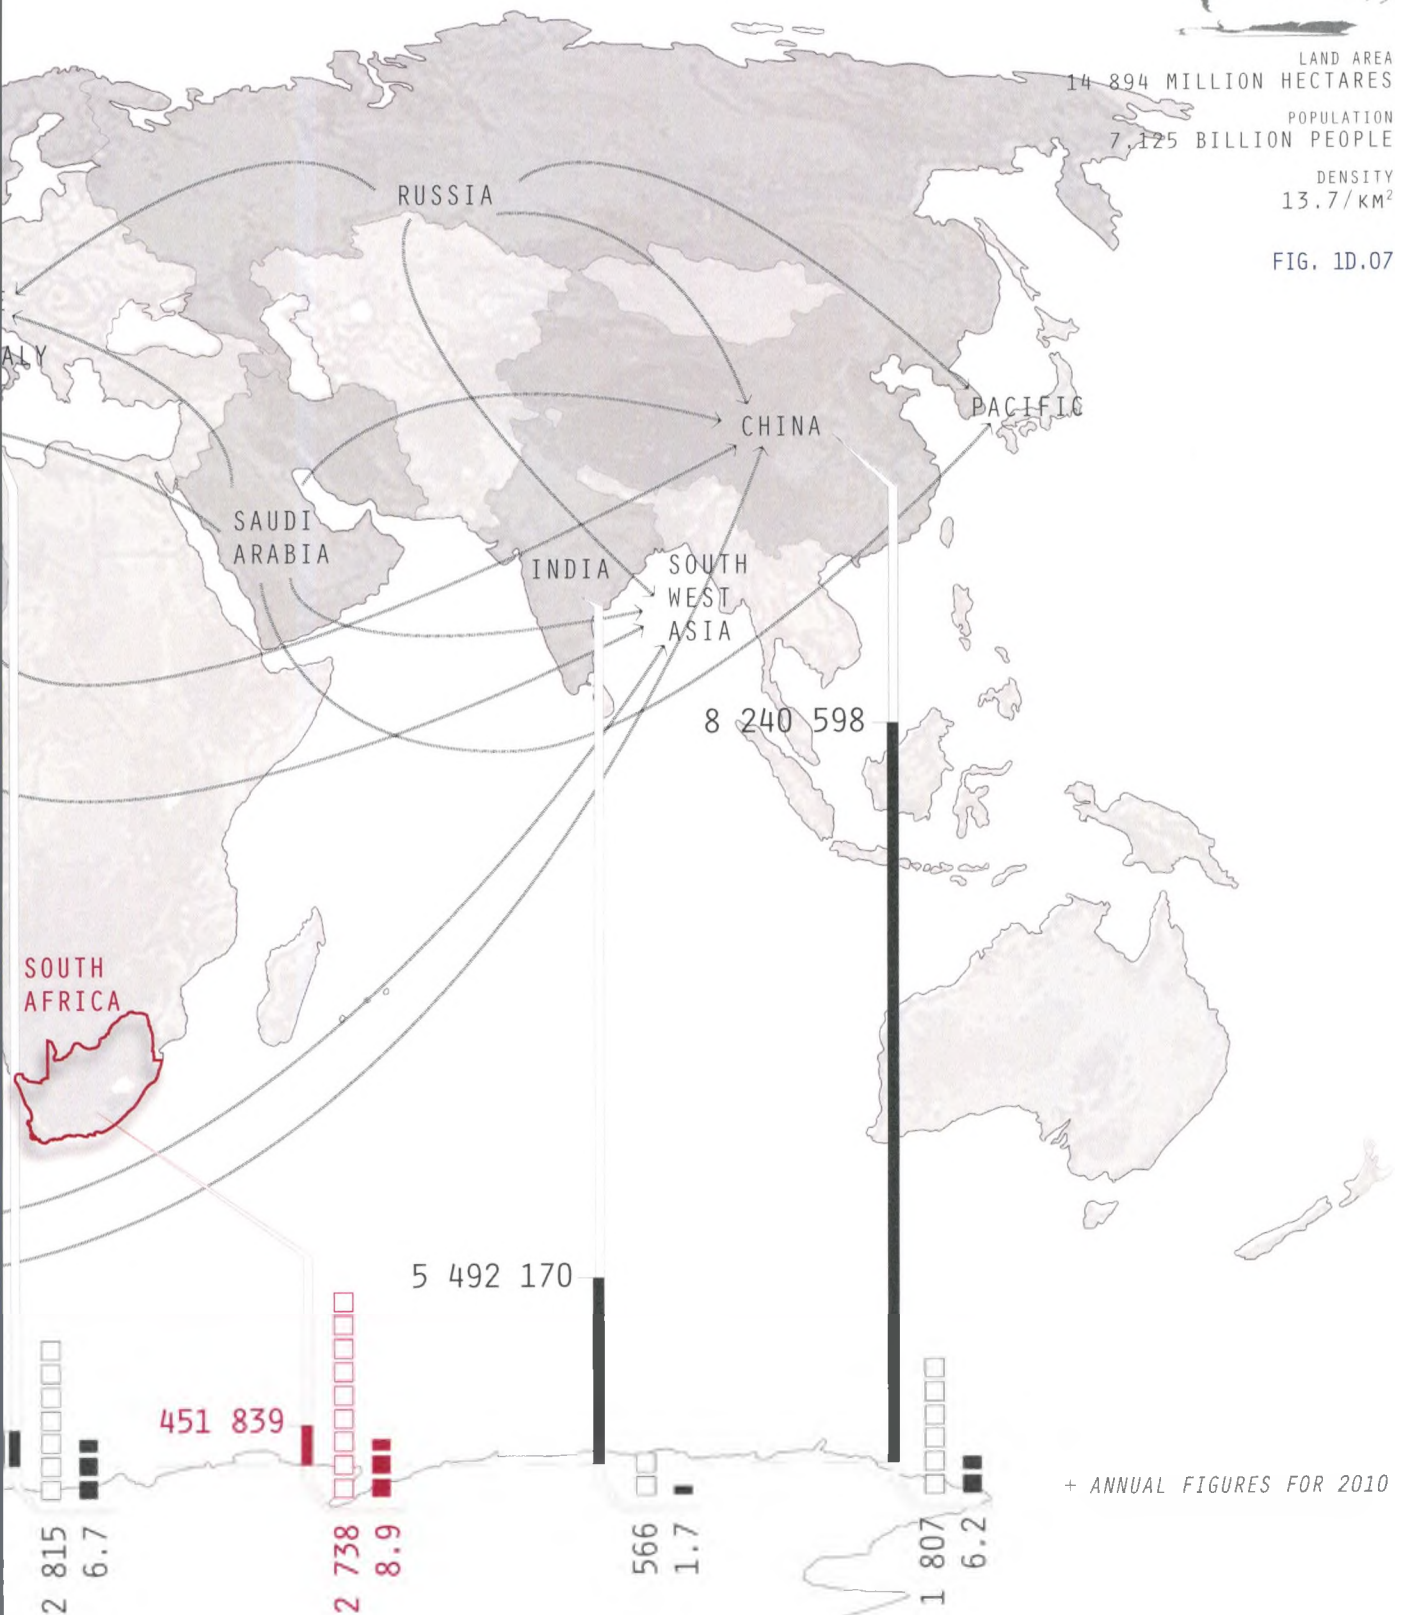 LAND AREA
14 894 MILLION HECTARES
POPULATION
7.125 BILLION PEOPLE
DENSITY
13.7/KM²
FIG. 1D.07
RUSSIA
ALY
PACIFIC
CHINA
SAUDI
ARABIA
INDIA
SOUTH
WEST
ASIA
8 240 598
SOUTH
AFRICA
5 492 170
451 839
+ ANNUAL FIGURES FOR 2010
2 815
6.7
2 738
8.9
566
1.7
1 807
6.2